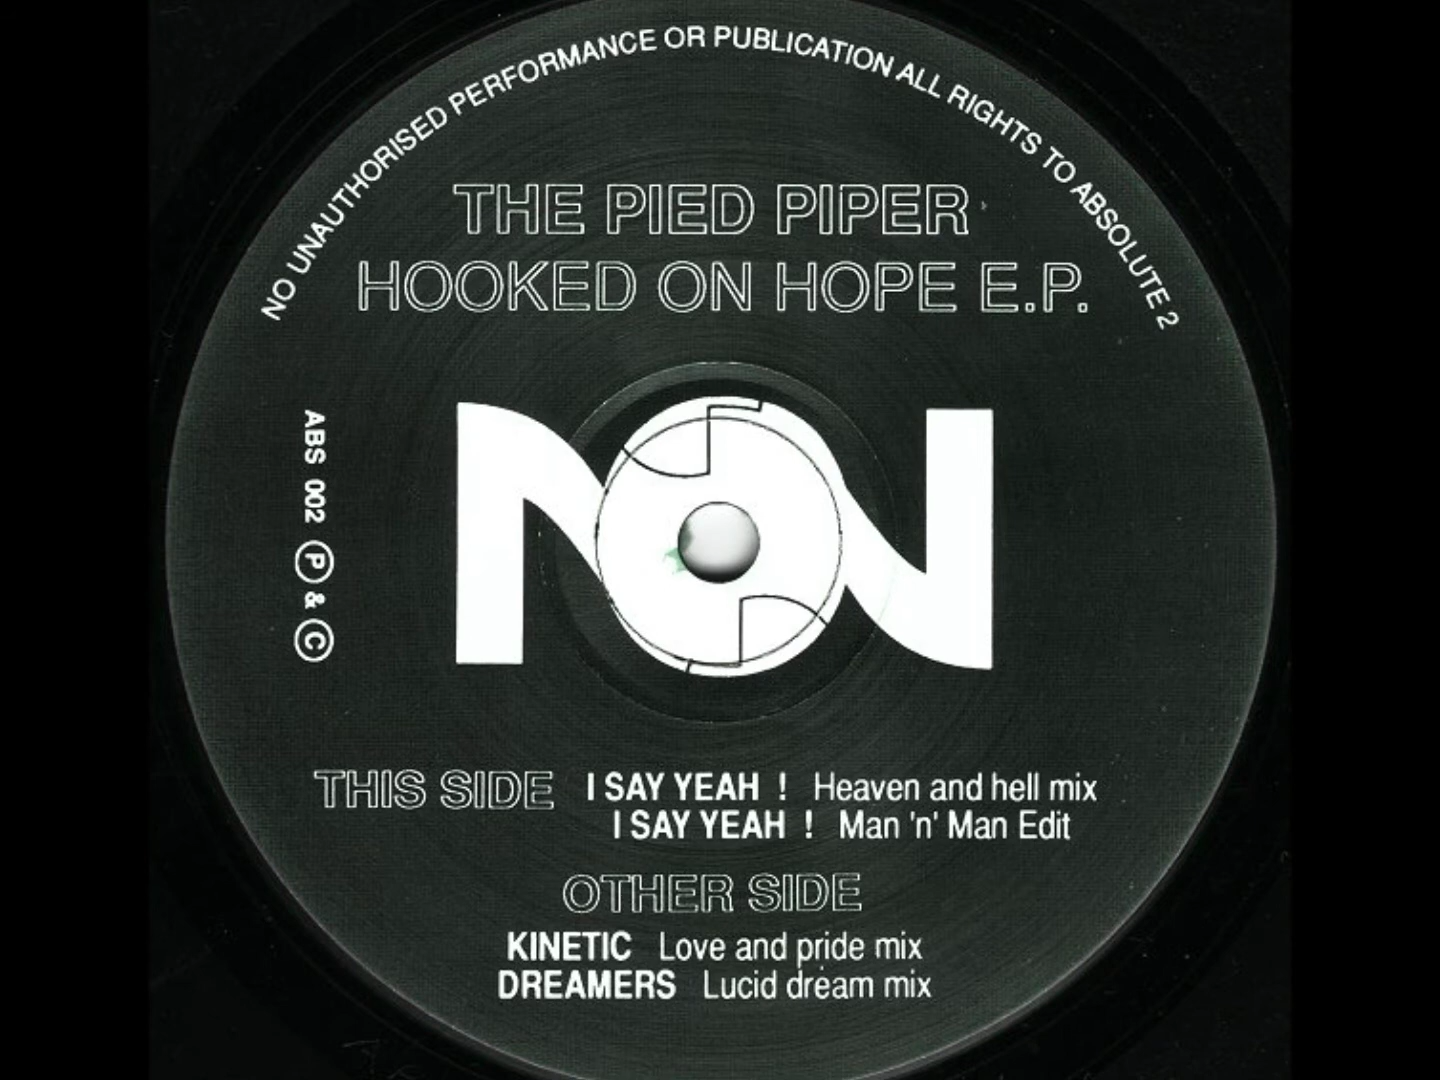 NO UNAUTHORISED PERFORMANCE OR PUBLICATION ALL RIGHTS TO ABSOLUTE 2
THE PIED PIPER
HOOKED ON HOPE E.P.
ABS 002 Ⓟ & Ⓒ
THIS SIDE I SAY YEAH ! Heaven and hell mix
I SAY YEAH ! Man 'n' Man Edit
OTHER SIDE
KINETIC Love and pride mix
DREAMERS Lucid dream mix